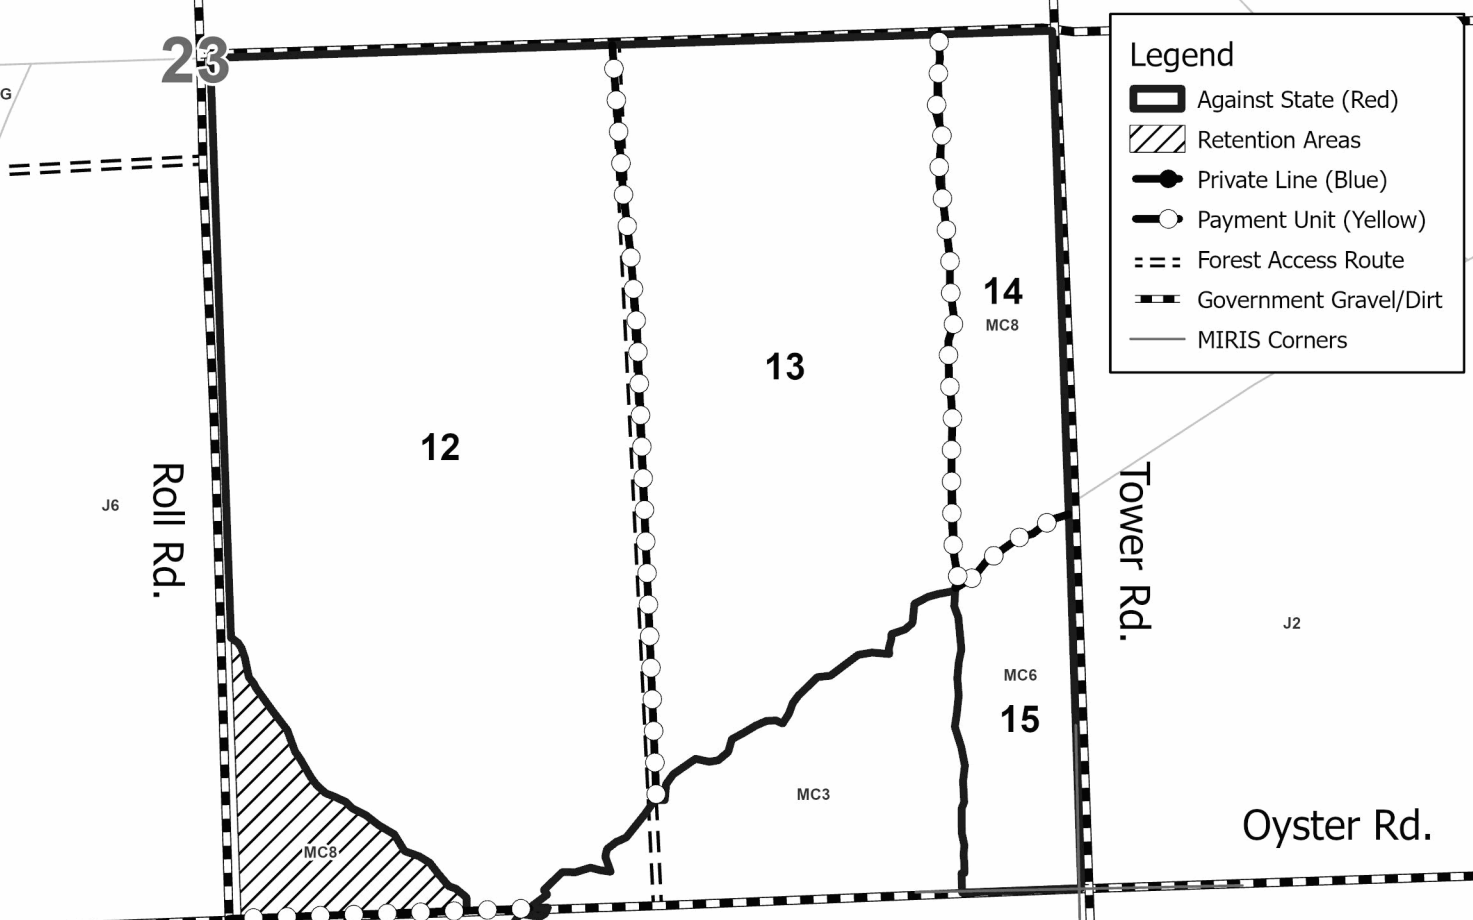 23
G
Legend
Against State (Red)
Retention Areas
Private Line (Blue)
Payment Unit (Yellow)
Forest Access Route
Government Gravel/Dirt
MIRIS Corners
14
MC8
13
12
J6
Roll Rd.
Tower Rd.
J2
MC6
15
MC3
Oyster Rd.
MC8